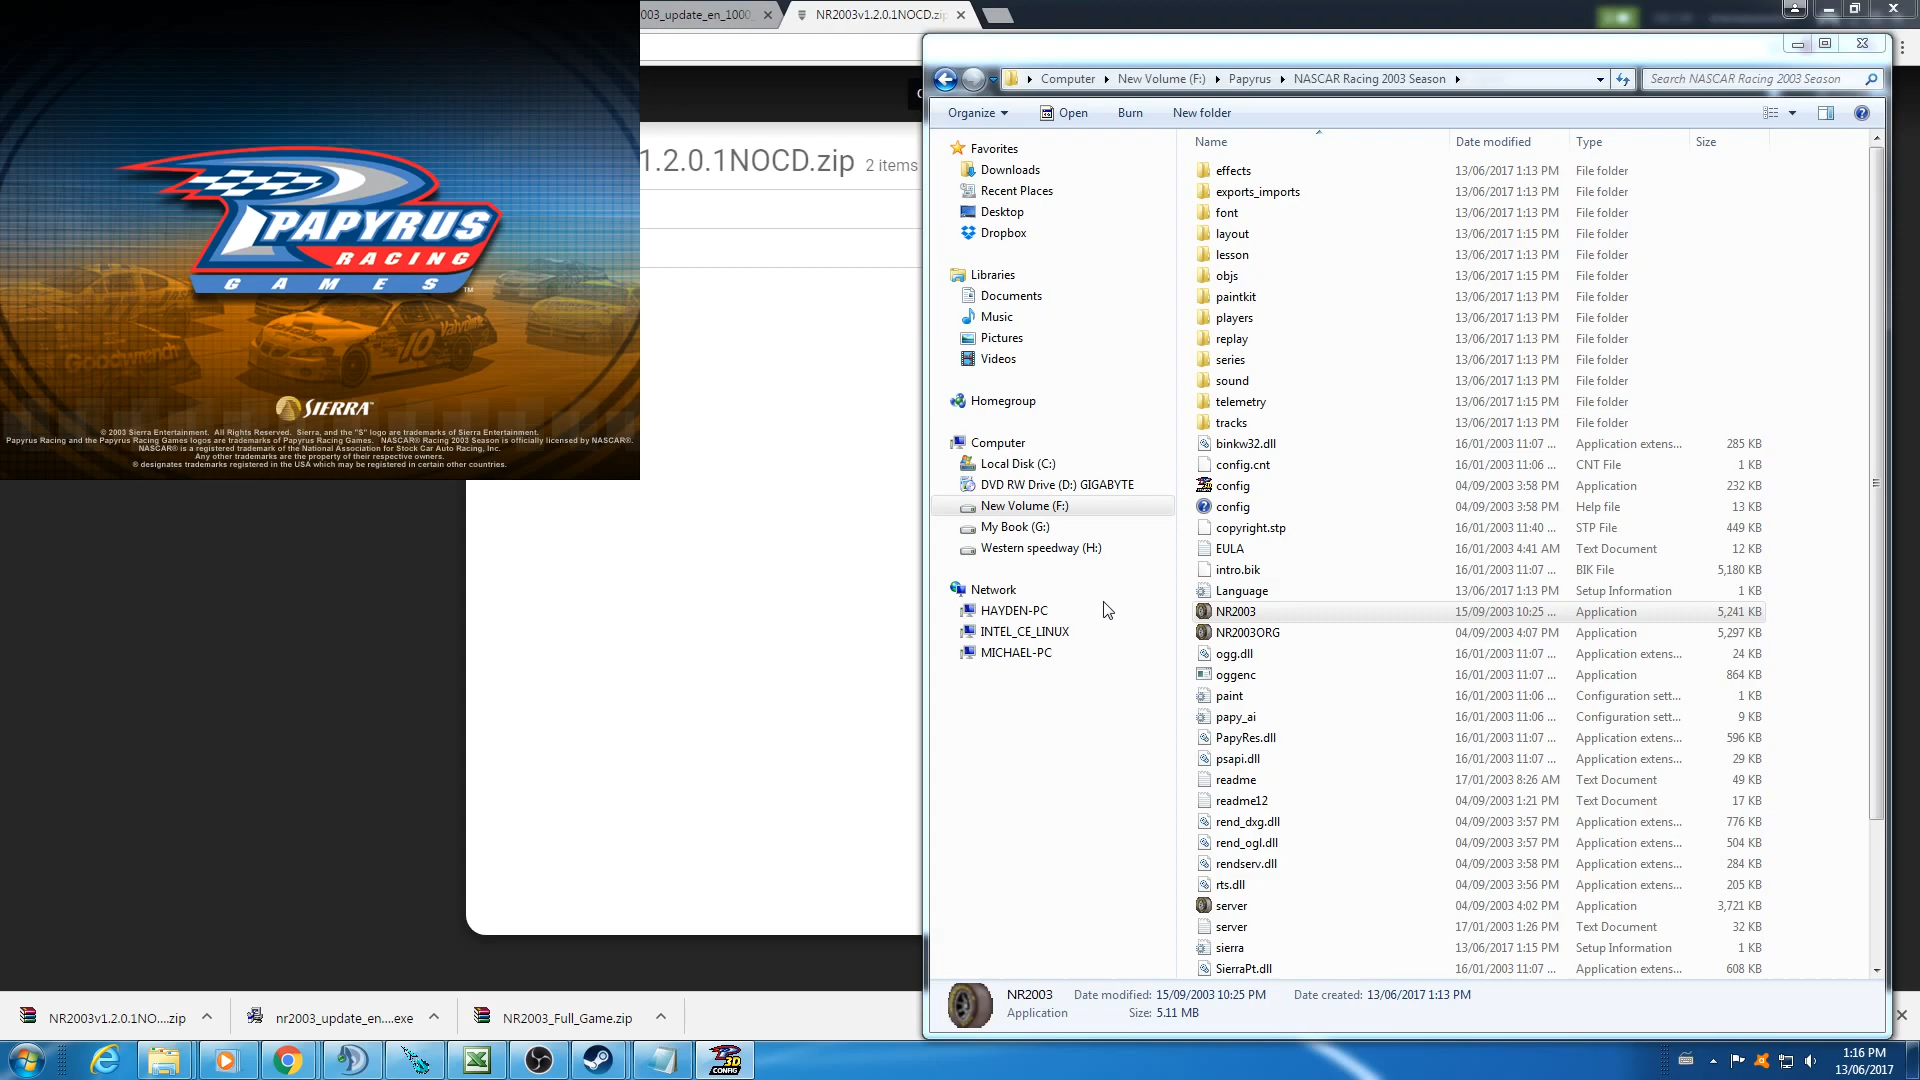 003_update_en_1000_
NR2003v1.2.0.1NOCD.zi
Computer New Volume (F:) Papyrus NASCAR Racing 2003 Season
Search NASCAR Racing 2003 Season
Organize Open Burn New folder
PAPYRUS
RACING
GAMES
TM
Valvoline
10
Goodwrench
SIERRA™
© 2003 Sierra Entertainment. All Rights Reserved. Sierra, and the "S" logo are trademarks of Sierra Entertainment.
Papyrus Racing and the Papyrus Racing Games logos are trademarks of Papyrus Racing Games. NASCAR® Racing 2003 Season is officially licensed by NASCAR®.
NASCAR® is a registered trademark of the National Association for Stock Car Auto Racing, Inc.
Any other trademarks are the property of their respective owners.
® designates trademarks registered in the USA which may be registered in certain other countries.
1.2.0.1NOCD.zip 2 items
Favorites
Downloads
Recent Places
Desktop
Dropbox
Libraries
Documents
Music
Pictures
Videos
Homegroup
Computer
Local Disk (C:)
DVD RW Drive (D:) GIGABYTE
New Volume (F:)
My Book (G:)
Western speedway (H:)
Network
HAYDEN-PC
INTEL_CE_LINUX
MICHAEL-PC
Name Date modified Type Size
effects 13/06/2017 1:13 PM File folder
exports_imports 13/06/2017 1:13 PM File folder
font 13/06/2017 1:13 PM File folder
layout 13/06/2017 1:15 PM File folder
lesson 13/06/2017 1:13 PM File folder
objs 13/06/2017 1:15 PM File folder
paintkit 13/06/2017 1:13 PM File folder
players 13/06/2017 1:13 PM File folder
replay 13/06/2017 1:13 PM File folder
series 13/06/2017 1:13 PM File folder
sound 13/06/2017 1:13 PM File folder
telemetry 13/06/2017 1:15 PM File folder
tracks 13/06/2017 1:13 PM File folder
binkw32.dll 16/01/2003 11:07 ... Application extens... 285 KB
config.cnt 16/01/2003 11:06 ... CNT File 1 KB
config 04/09/2003 3:58 PM Application 232 KB
config 04/09/2003 3:58 PM Help file 13 KB
copyright.stp 16/01/2003 11:40 ... STP File 449 KB
EULA 16/01/2003 4:41 AM Text Document 12 KB
intro.bik 16/01/2003 11:07 ... BIK File 5,180 KB
Language 13/06/2017 1:13 PM Setup Information 1 KB
NR2003 15/09/2003 10:25 ... Application 5,241 KB
NR2003ORG 04/09/2003 4:07 PM Application 5,297 KB
ogg.dll 16/01/2003 11:07 ... Application extens... 24 KB
oggenc 16/01/2003 11:07 ... Application 864 KB
paint 16/01/2003 11:06 ... Configuration sett... 1 KB
papy_ai 16/01/2003 11:06 ... Configuration sett... 9 KB
PapyRes.dll 16/01/2003 11:07 ... Application extens... 596 KB
psapi.dll 16/01/2003 11:07 ... Application extens... 29 KB
readme 17/01/2003 8:26 AM Text Document 49 KB
readme12 04/09/2003 1:21 PM Text Document 17 KB
rend_dxg.dll 04/09/2003 3:57 PM Application extens... 776 KB
rend_ogl.dll 04/09/2003 3:57 PM Application extens... 504 KB
rendserv.dll 04/09/2003 3:58 PM Application extens... 284 KB
rts.dll 04/09/2003 3:56 PM Application extens... 205 KB
server 04/09/2003 4:02 PM Application 3,721 KB
server 17/01/2003 1:26 PM Text Document 32 KB
sierra 13/06/2017 1:15 PM Setup Information 1 KB
SierraPt.dll 16/01/2003 11:07 ... Application extens... 608 KB
NR2003 Date modified: 15/09/2003 10:25 PM Date created: 13/06/2017 1:13 PM
Application Size: 5.11 MB
NR2003v1.2.0.1NO....zip
nr2003_update_en....exe
NR2003_Full_Game.zip
3D
CONFIG
1:16 PM
13/06/2017